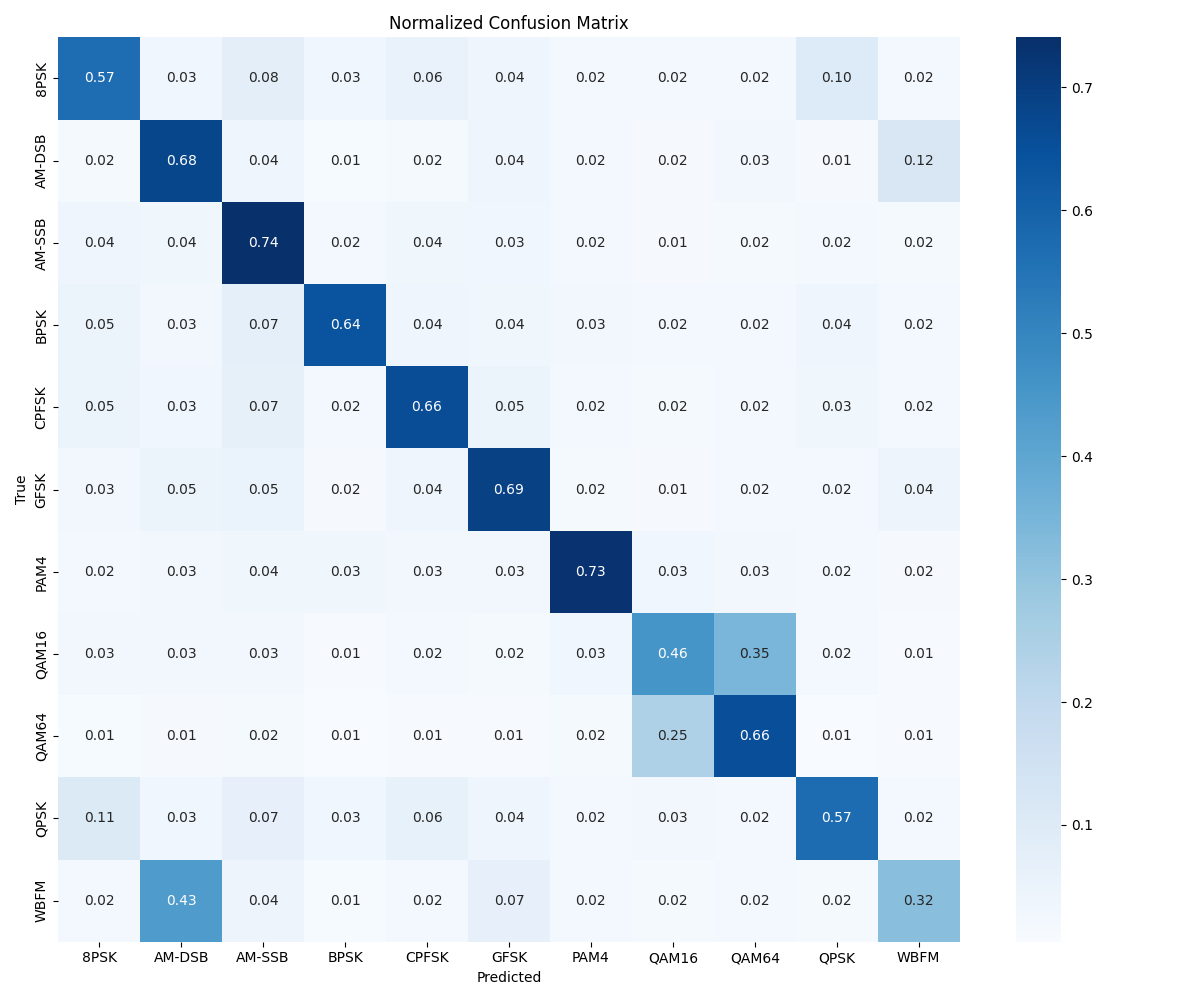 Normalized Confusion Matrix
True
8PSK 0.57 0.03 0.08 0.03 0.06 0.04 0.02 0.02 0.02 0.10 0.02
AM-DSB 0.02 0.68 0.04 0.01 0.02 0.04 0.02 0.02 0.03 0.01 0.12
AM-SSB 0.04 0.04 0.74 0.02 0.04 0.03 0.02 0.01 0.02 0.02 0.02
BPSK 0.05 0.03 0.07 0.64 0.04 0.04 0.03 0.02 0.02 0.04 0.02
CPFSK 0.05 0.03 0.07 0.02 0.66 0.05 0.02 0.02 0.02 0.03 0.02
GFSK 0.03 0.05 0.05 0.02 0.04 0.69 0.02 0.01 0.02 0.02 0.04
PAM4 0.02 0.03 0.04 0.03 0.03 0.03 0.73 0.03 0.03 0.02 0.02
QAM16 0.03 0.03 0.03 0.01 0.02 0.02 0.03 0.46 0.35 0.02 0.01
QAM64 0.01 0.01 0.02 0.01 0.01 0.01 0.02 0.25 0.66 0.01 0.01
QPSK 0.11 0.03 0.07 0.03 0.06 0.04 0.02 0.03 0.02 0.57 0.02
WBFM 0.02 0.43 0.04 0.01 0.02 0.07 0.02 0.02 0.02 0.02 0.32
8PSK AM-DSB AM-SSB BPSK CPFSK GFSK PAM4 QAM16 QAM64 QPSK WBFM
Predicted
0.7
0.6
0.5
0.4
0.3
0.2
0.1